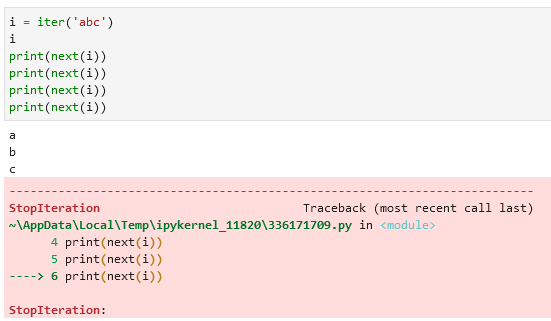 i = iter('abc')
i
print(next(i))
print(next(i))
print(next(i))
print(next(i))
a
b
c
---------------------------------------------------------------------------
StopIteration                             Traceback (most recent call last)
~\AppData\Local\Temp\ipykernel_11820\336171709.py in <module>
      4 print(next(i))
      5 print(next(i))
----> 6 print(next(i))
StopIteration: